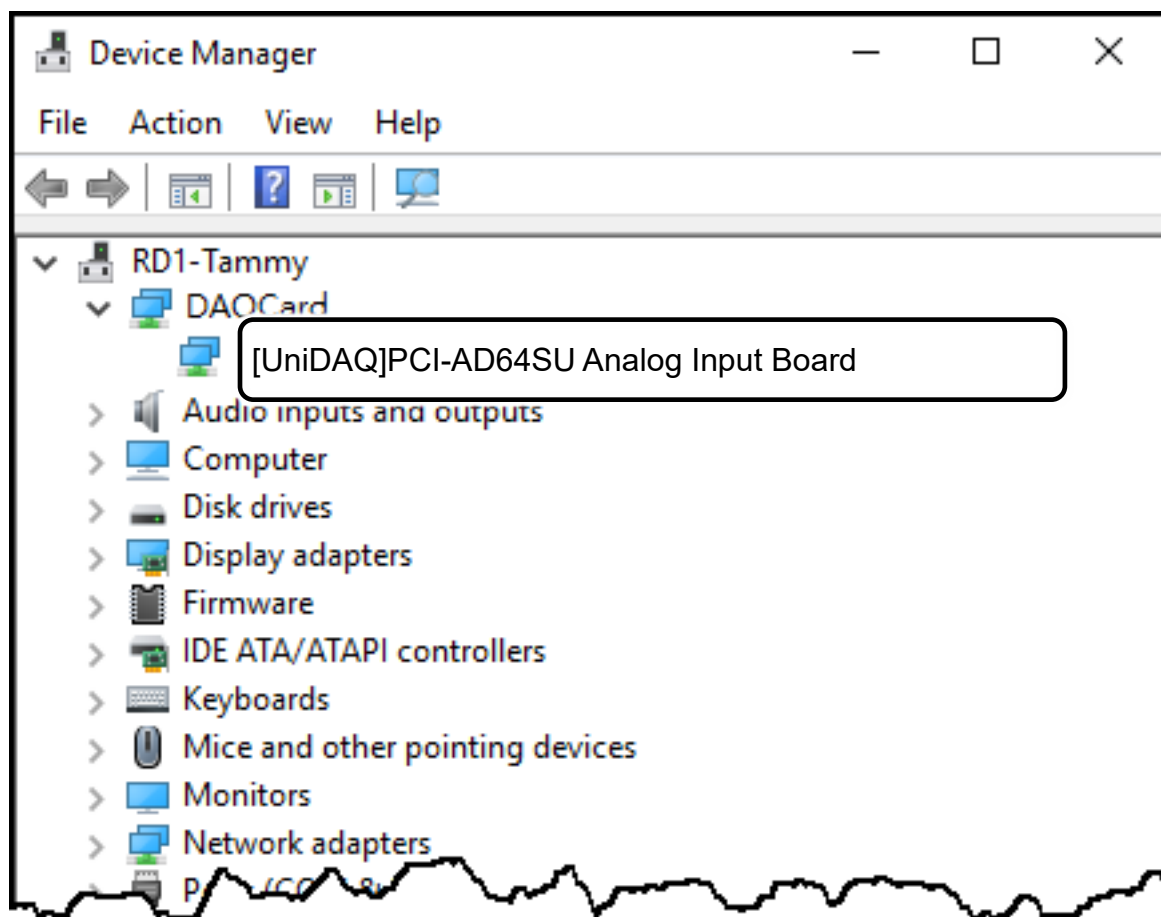 Device Manager
File Action View Help
RD1-Tammy
DAQCard
[UniDAQ]PCI-AD64SU Analog Input Board
Audio inputs and outputs
Computer
Disk drives
Display adapters
Firmware
IDE ATA/ATAPI controllers
Keyboards
Mice and other pointing devices
Monitors
Network adapters